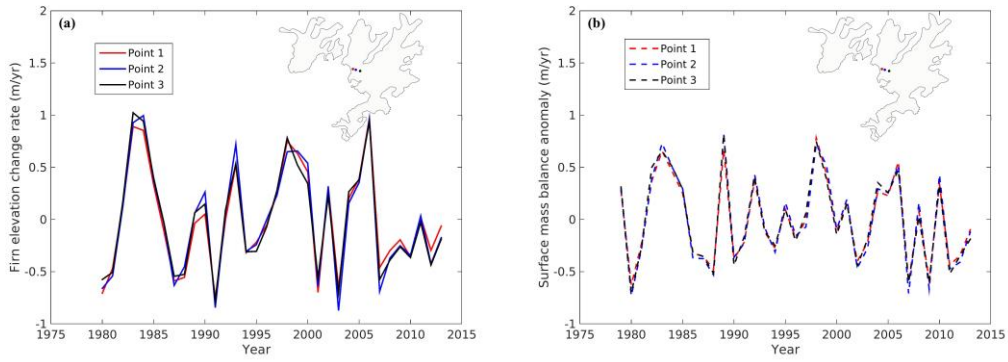 (a)
Point 1
Point 2
Point 3
Firn elevation change rate (m/yr)
2
1.5
1
0.5
0
-0.5
-1
1975 1980 1985 1990 1995 2000 2005 2010 2015
Year
(b)
Point 1
Point 2
Point 3
Surface mass balance anomaly (m/yr)
2
1.5
1
0.5
0
-0.5
-1
1975 1980 1985 1990 1995 2000 2005 2010 2015
Year